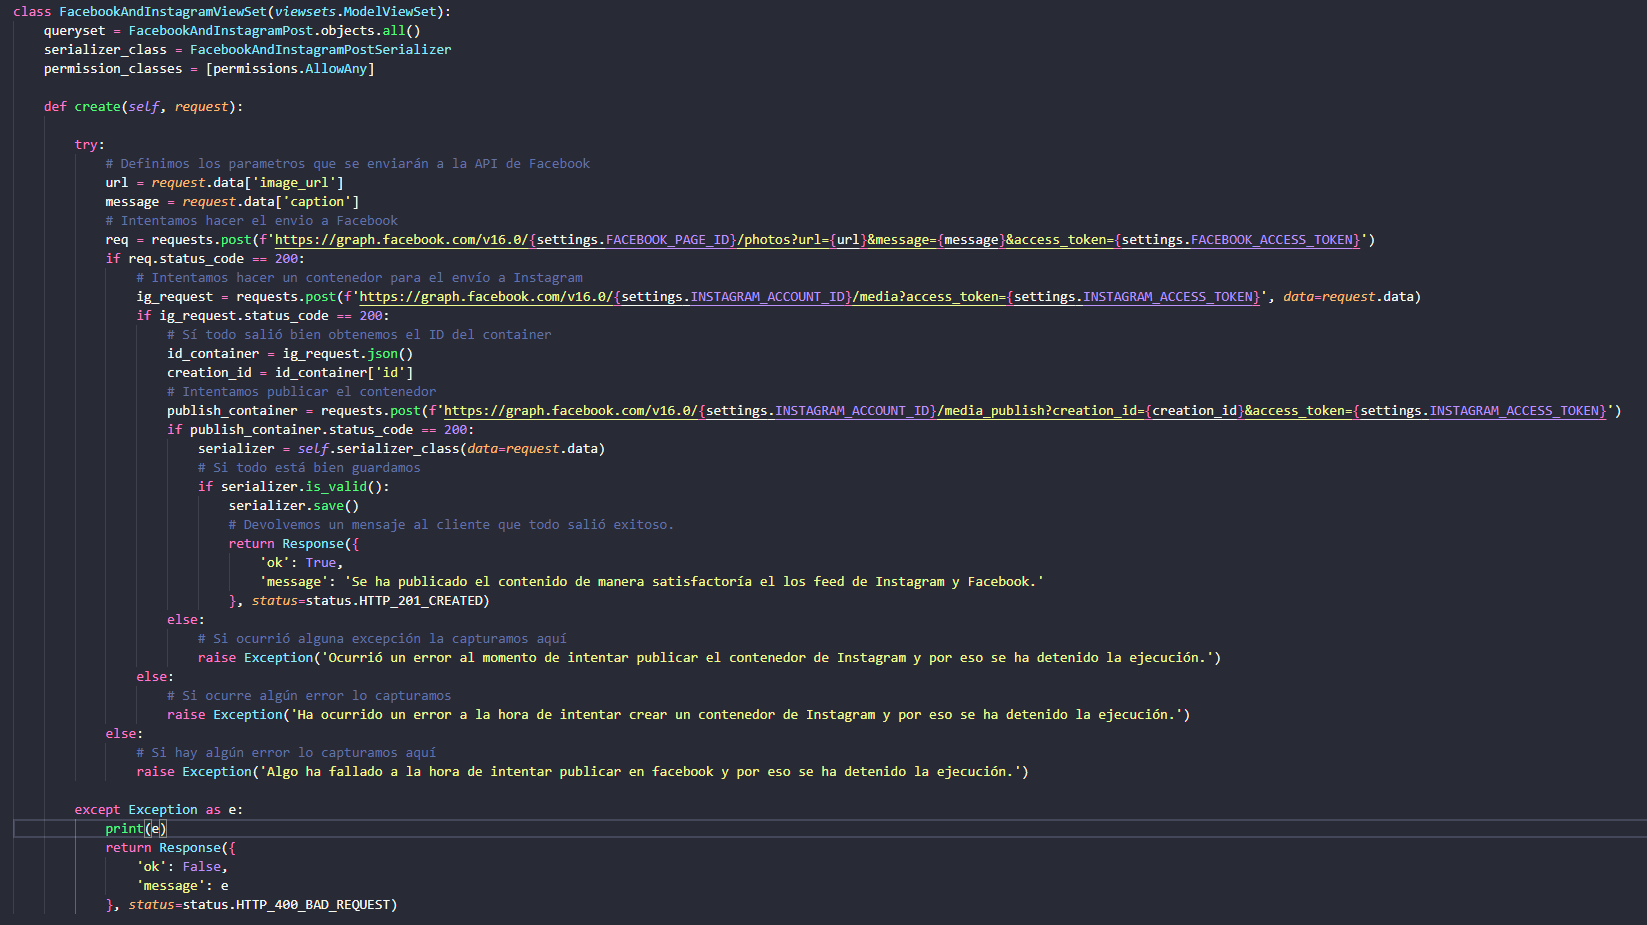 class FacebookAndInstagramViewSet(viewsets.ModelViewSet):
    queryset = FacebookAndInstagramPost.objects.all()
    serializer_class = FacebookAndInstagramPostSerializer
    permission_classes = [permissions.AllowAny]

    def create(self, request):

        try:
            # Definimos los parametros que se enviarán a la API de Facebook
            url = request.data['image_url']
            message = request.data['caption']
            # Intentamos hacer el envio a Facebook
            req = requests.post(f'https://graph.facebook.com/v16.0/{settings.FACEBOOK_PAGE_ID}/photos?url={url}&message={message}&access_token={settings.FACEBOOK_ACCESS_TOKEN}')
            if req.status_code == 200:
                # Intentamos hacer un contenedor para el envío a Instagram
                ig_request = requests.post(f'https://graph.facebook.com/v16.0/{settings.INSTAGRAM_ACCOUNT_ID}/media?access_token={settings.INSTAGRAM_ACCESS_TOKEN}', data=request.data)
                if ig_request.status_code == 200:
                    # Sí todo salió bien obtenemos el ID del container
                    id_container = ig_request.json()
                    creation_id = id_container['id']
                    # Intentamos publicar el contenedor
                    publish_container = requests.post(f'https://graph.facebook.com/v16.0/{settings.INSTAGRAM_ACCOUNT_ID}/media_publish?creation_id={creation_id}&access_token={settings.INSTAGRAM_ACCESS_TOKEN}')
                    if publish_container.status_code == 200:
                        serializer = self.serializer_class(data=request.data)
                        # Si todo está bien guardamos
                        if serializer.is_valid():
                            serializer.save()
                            # Devolvemos un mensaje al cliente que todo salió exitoso.
                            return Response({
                                'ok': True,
                                'message': 'Se ha publicado el contenido de manera satisfactoría el los feed de Instagram y Facebook.'
                            }, status=status.HTTP_201_CREATED)
                    else:
                        # Si ocurrió alguna excepción la capturamos aquí
                        raise Exception('Ocurrió un error al momento de intentar publicar el contenedor de Instagram y por eso se ha detenido la ejecución.')
                else:
                    # Si ocurre algún error lo capturamos
                    raise Exception('Ha ocurrido un error a la hora de intentar crear un contenedor de Instagram y por eso se ha detenido la ejecución.')
            else:
                # Si hay algún error lo capturamos aquí
                raise Exception('Algo ha fallado a la hora de intentar publicar en facebook y por eso se ha detenido la ejecución.')

        except Exception as e:
            print(e)
            return Response({
                'ok': False,
                'message': e
            }, status=status.HTTP_400_BAD_REQUEST)